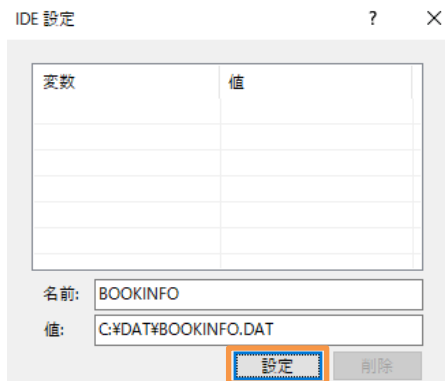 IDE 設定 ? ×
変数 値
名前: BOOKINFO
値: C:¥DAT¥BOOKINFO.DAT
設定 削除